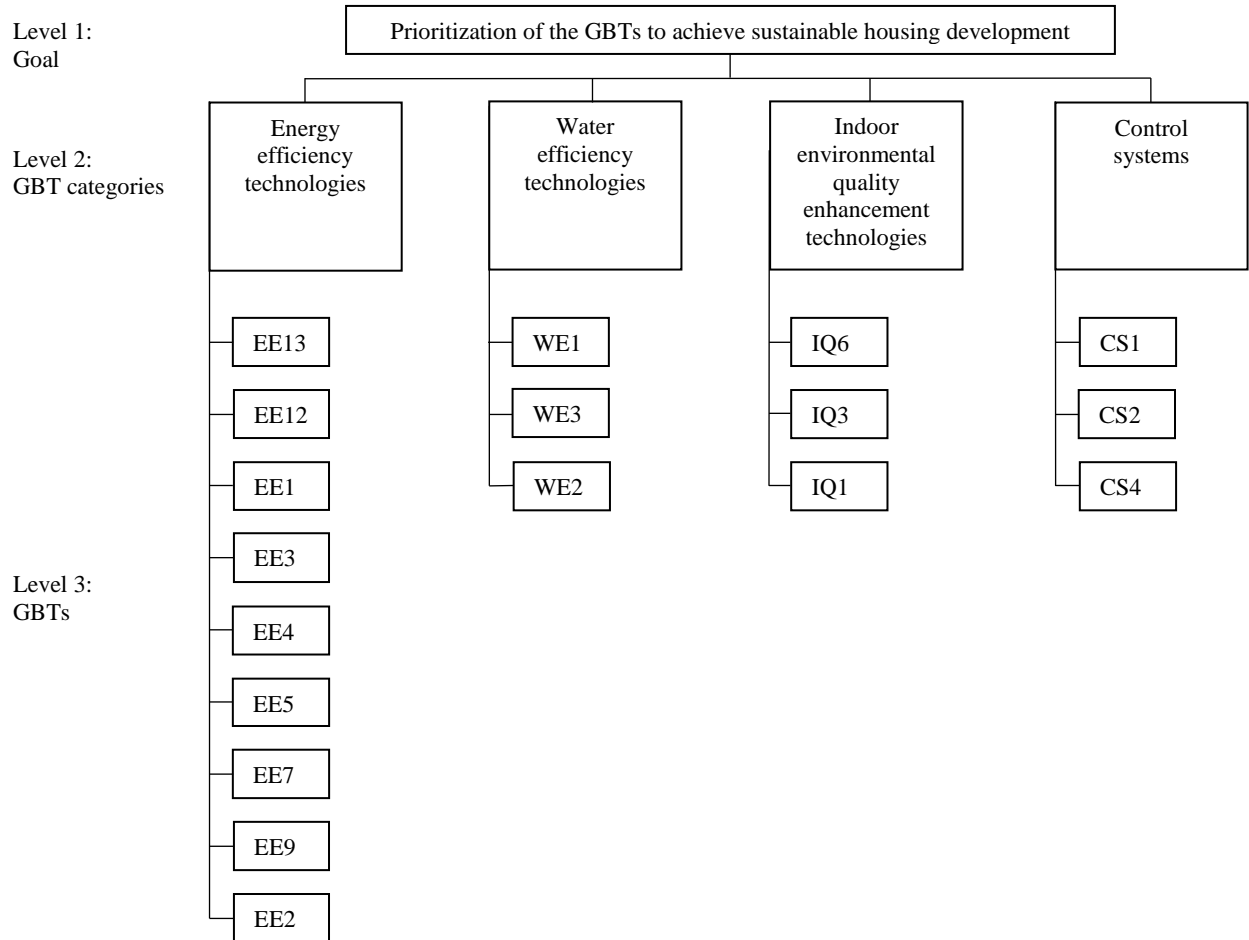 Level 1:
Goal
Prioritization of the GBTs to achieve sustainable housing development
Level 2:
GBT categories
Energy
efficiency
technologies
Water
efficiency
technologies
Indoor
environmental
quality
enhancement
technologies
Control
systems
Level 3:
GBTs
EE13
EE12
EE1
EE3
EE4
EE5
EE7
EE9
EE2
WE1
WE3
WE2
IQ6
IQ3
IQ1
CS1
CS2
CS4